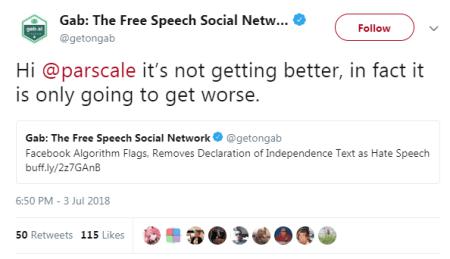 Gab: The Free Speech Social Netw...
@getongab
Follow
Hi @parscale it's not getting better, in fact it
is only going to get worse.
Gab: The Free Speech Social Network @getongab
Facebook Algorithm Flags, Removes Declaration of Independence Text as Hate Speech
buff.ly/2z7GAnB
6:50 PM - 3 Jul 2018
50 Retweets 115 Likes
gab.ai